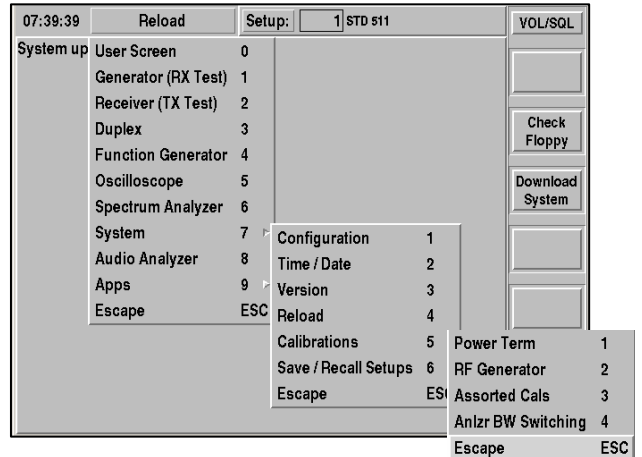 07:39:39 Reload Setup: 1 STD 511 VOL/SQL
System up
User Screen 0
Generator (RX Test) 1
Receiver (TX Test) 2
Duplex 3
Function Generator 4
Oscilloscope 5
Spectrum Analyzer 6
System 7
Audio Analyzer 8
Apps 9
Escape ESC
Configuration 1
Time / Date 2
Version 3
Reload 4
Calibrations 5
Save / Recall Setups 6
Escape ES
Power Term 1
RF Generator 2
Assorted Cals 3
Anlzr BW Switching 4
Escape ESC
Check
Floppy
Download
System